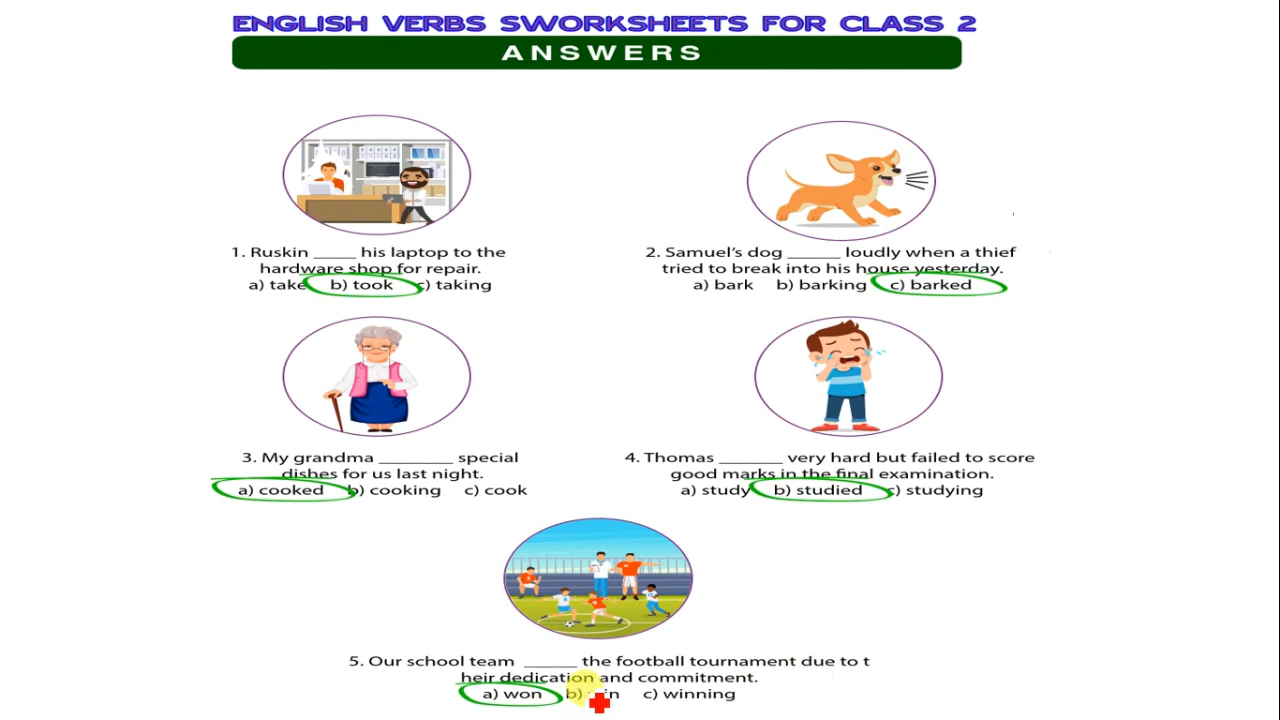 ENGLISH VERBS SWORKSHEETS FOR CLASS 2
ANSWERS
1. Ruskin _____ his laptop to the
hardware shop for repair.
a) take b) took c) taking
2. Samuel's dog ______ loudly when a thief
tried to break into his house yesterday.
a) bark b) barking c) barked
3. My grandma _________ special
dishes for us last night.
a) cooked b) cooking c) cook
4. Thomas _______ very hard but failed to score
good marks in the final examination.
a) study b) studied c) studying
5. Our school team ______ the football tournament due to t
heir dedication and commitment.
a) won b) c) winning